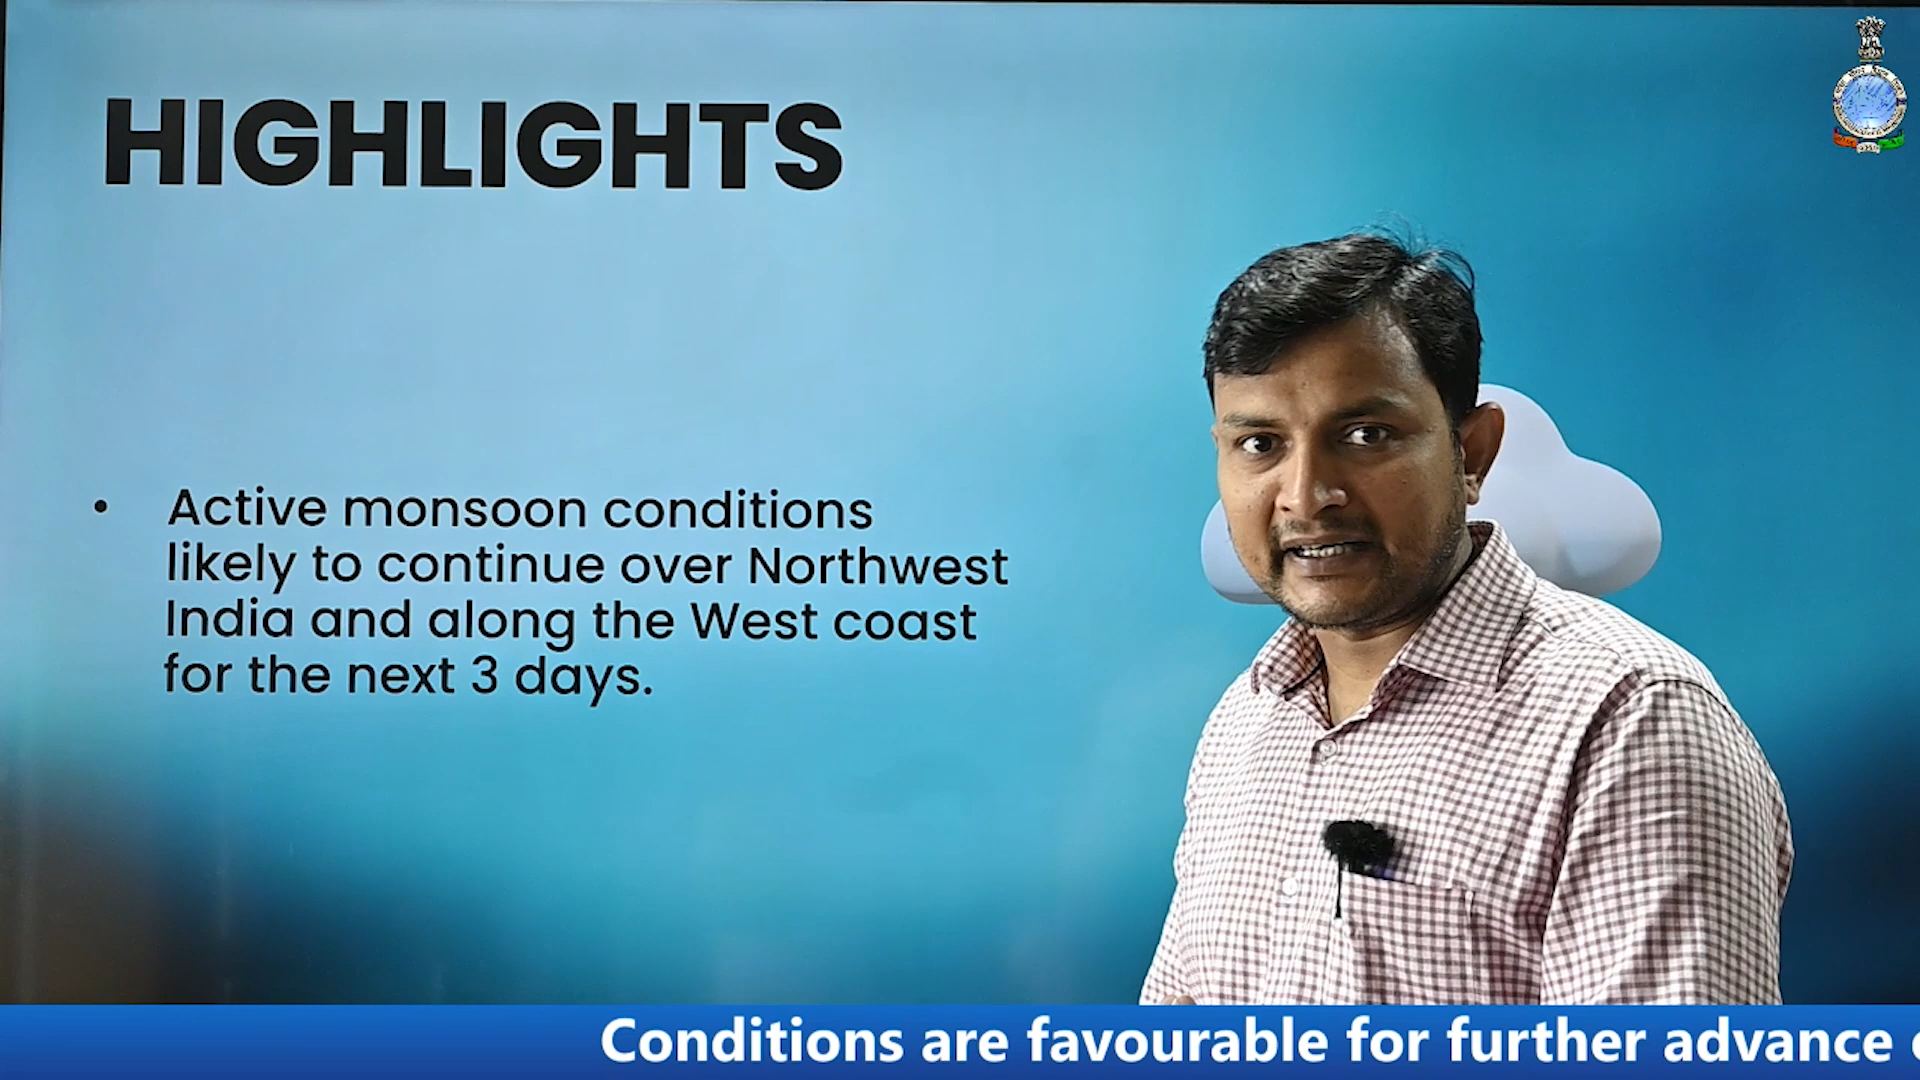 HIGHLIGHTS
• Active monsoon conditions
likely to continue over Northwest
India and along the West coast
for the next 3 days.
Conditions are favourable for further advance